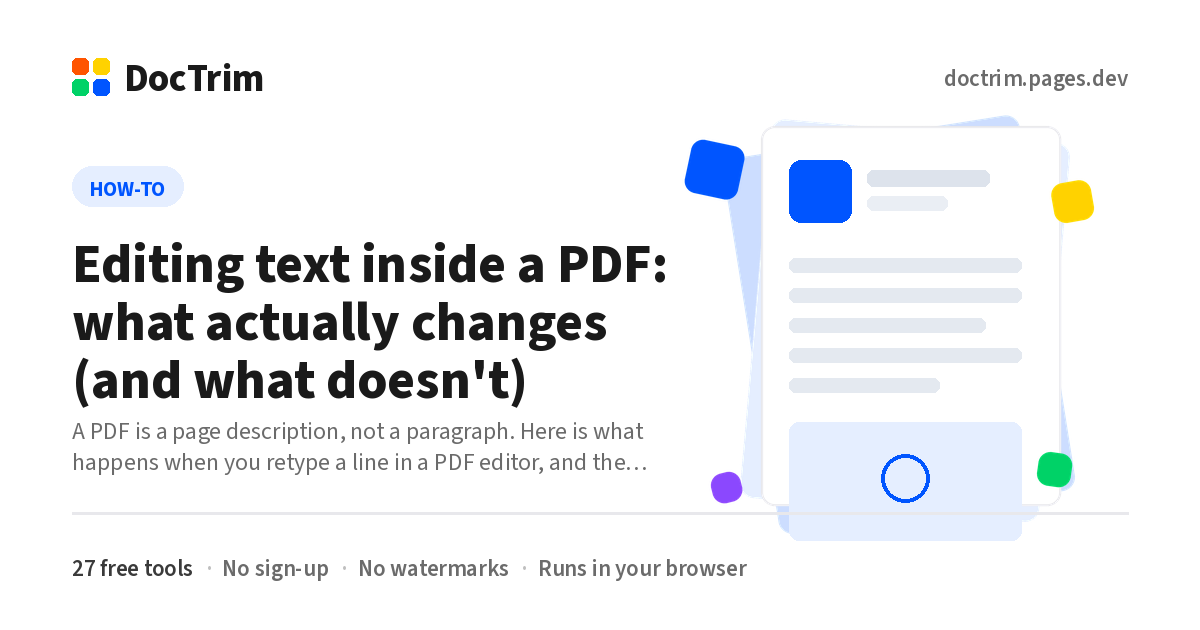 DocTrim
doctrim.pages.dev
HOW-TO
Editing text inside a PDF:
what actually changes
(and what doesn't)
A PDF is a page description, not a paragraph. Here is what
happens when you retype a line in a PDF editor, and the…
27 free tools · No sign-up · No watermarks · Runs in your browser